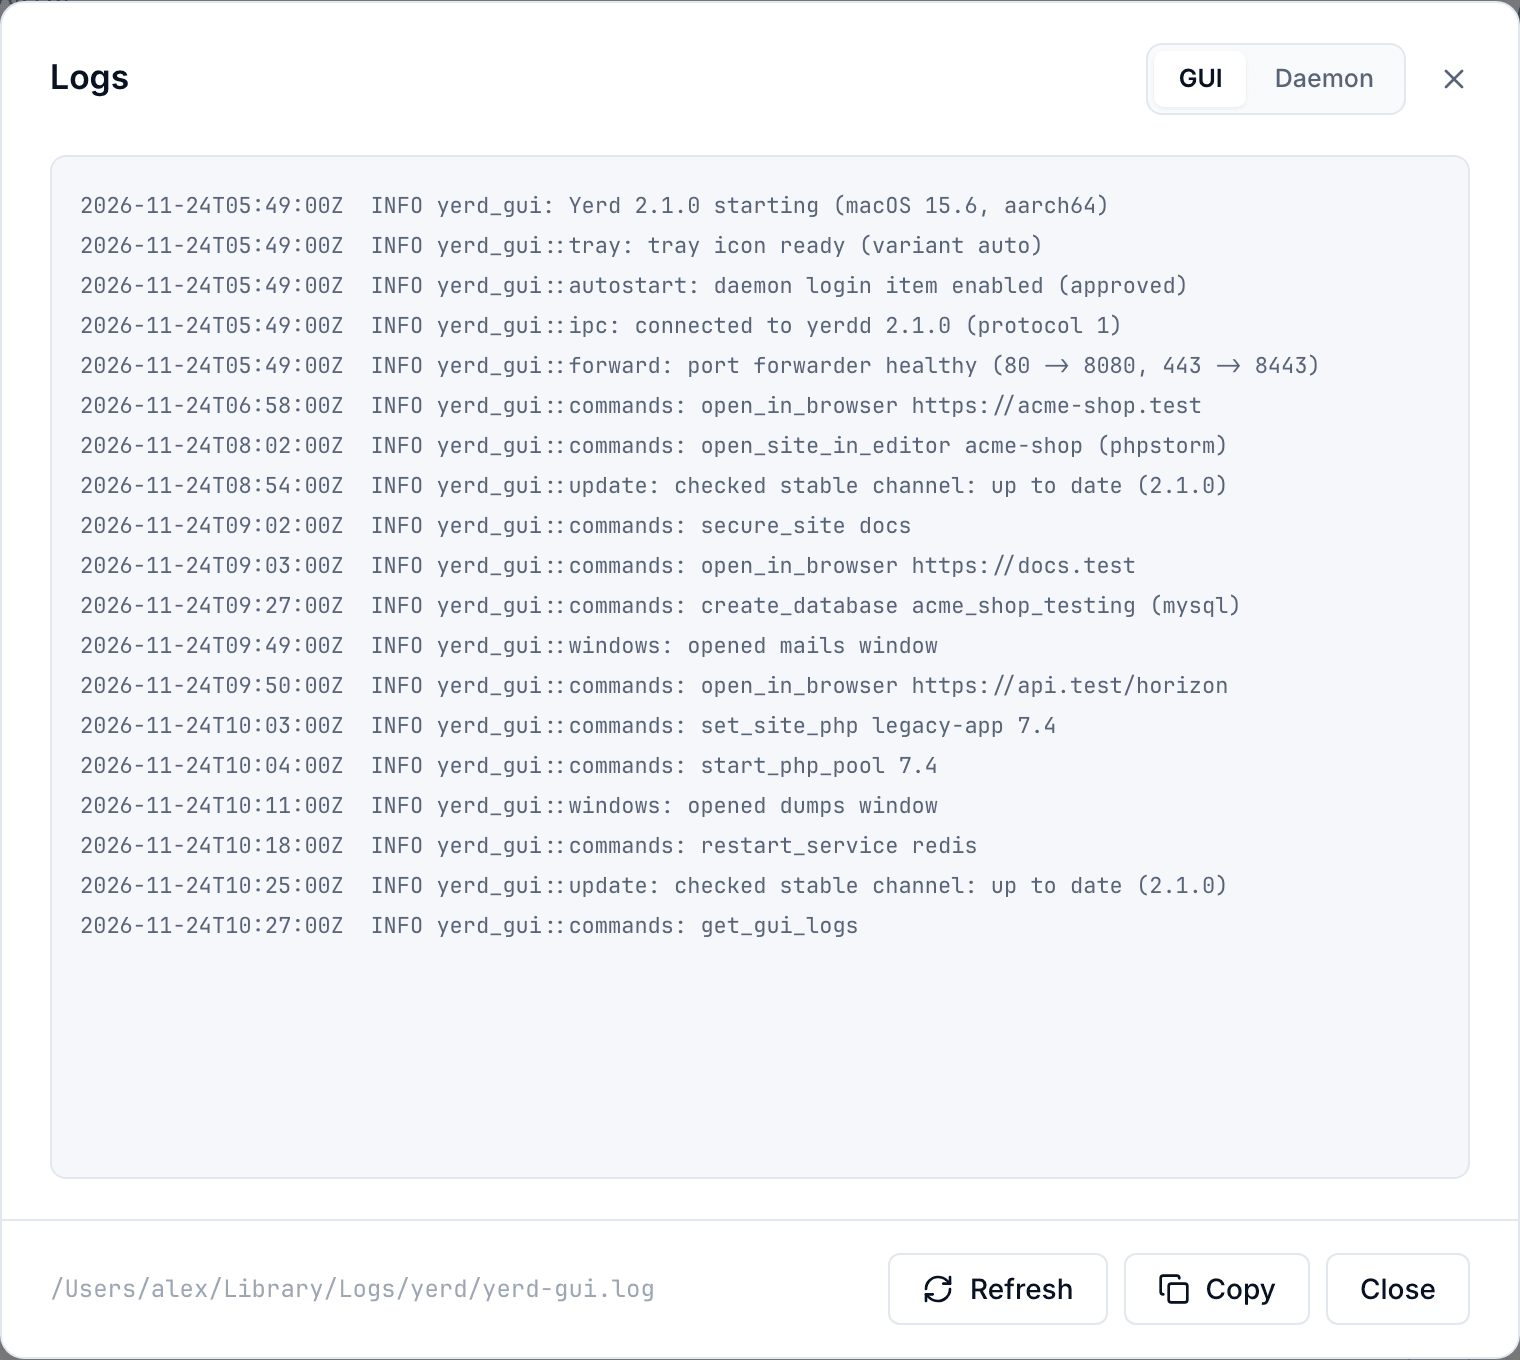 Logs
GUI
Daemon
2026-11-24T05:49:00Z  INFO yerd_gui: Yerd 2.1.0 starting (macOS 15.6, aarch64)
2026-11-24T05:49:00Z  INFO yerd_gui::tray: tray icon ready (variant auto)
2026-11-24T05:49:00Z  INFO yerd_gui::autostart: daemon login item enabled (approved)
2026-11-24T05:49:00Z  INFO yerd_gui::ipc: connected to yerdd 2.1.0 (protocol 1)
2026-11-24T05:49:00Z  INFO yerd_gui::forward: port forwarder healthy (80 -> 8080, 443 -> 8443)
2026-11-24T06:58:00Z  INFO yerd_gui::commands: open_in_browser https://acme-shop.test
2026-11-24T08:02:00Z  INFO yerd_gui::commands: open_site_in_editor acme-shop (phpstorm)
2026-11-24T08:54:00Z  INFO yerd_gui::update: checked stable channel: up to date (2.1.0)
2026-11-24T09:02:00Z  INFO yerd_gui::commands: secure_site docs
2026-11-24T09:03:00Z  INFO yerd_gui::commands: open_in_browser https://docs.test
2026-11-24T09:27:00Z  INFO yerd_gui::commands: create_database acme_shop_testing (mysql)
2026-11-24T09:49:00Z  INFO yerd_gui::windows: opened mails window
2026-11-24T09:50:00Z  INFO yerd_gui::commands: open_in_browser https://api.test/horizon
2026-11-24T10:03:00Z  INFO yerd_gui::commands: set_site_php legacy-app 7.4
2026-11-24T10:04:00Z  INFO yerd_gui::commands: start_php_pool 7.4
2026-11-24T10:11:00Z  INFO yerd_gui::windows: opened dumps window
2026-11-24T10:18:00Z  INFO yerd_gui::commands: restart_service redis
2026-11-24T10:25:00Z  INFO yerd_gui::update: checked stable channel: up to date (2.1.0)
2026-11-24T10:27:00Z  INFO yerd_gui::commands: get_gui_logs
/Users/alex/Library/Logs/yerd/yerd-gui.log
Refresh
Copy
Close